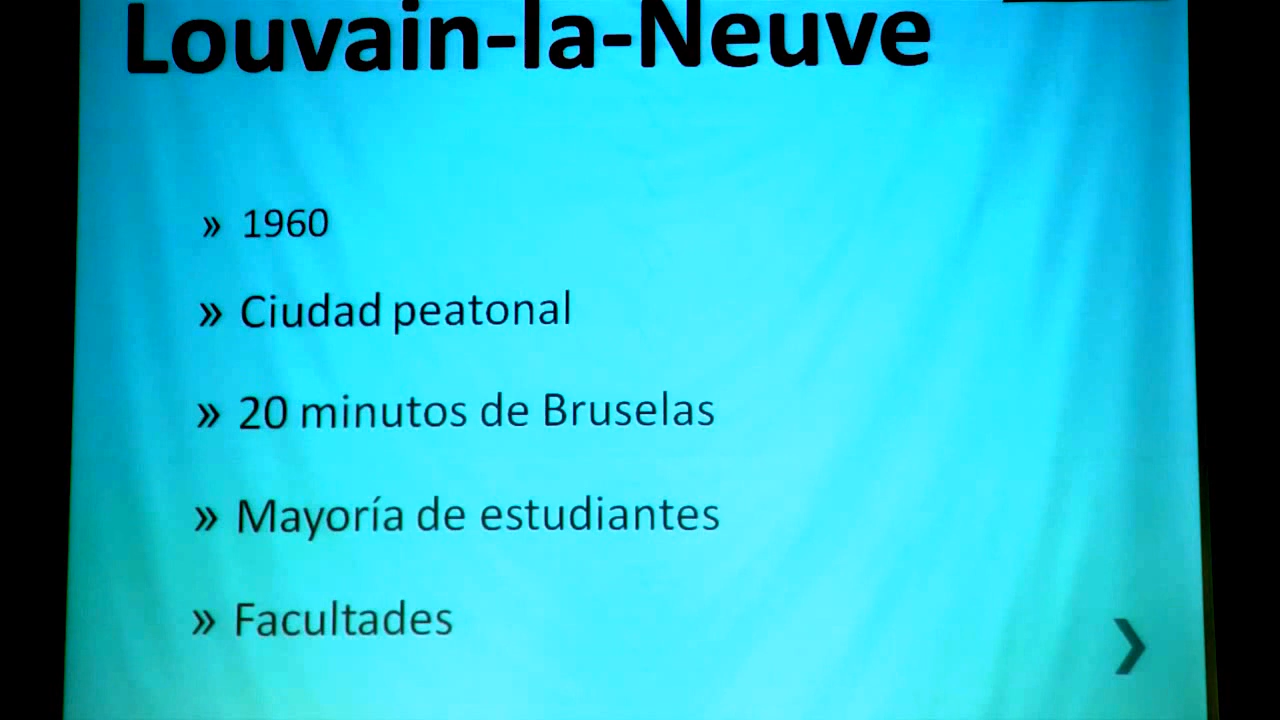 Louvain-la-Neuve
» 1960
» Ciudad peatonal
» 20 minutos de Bruselas
» Mayoría de estudiantes
» Facultades